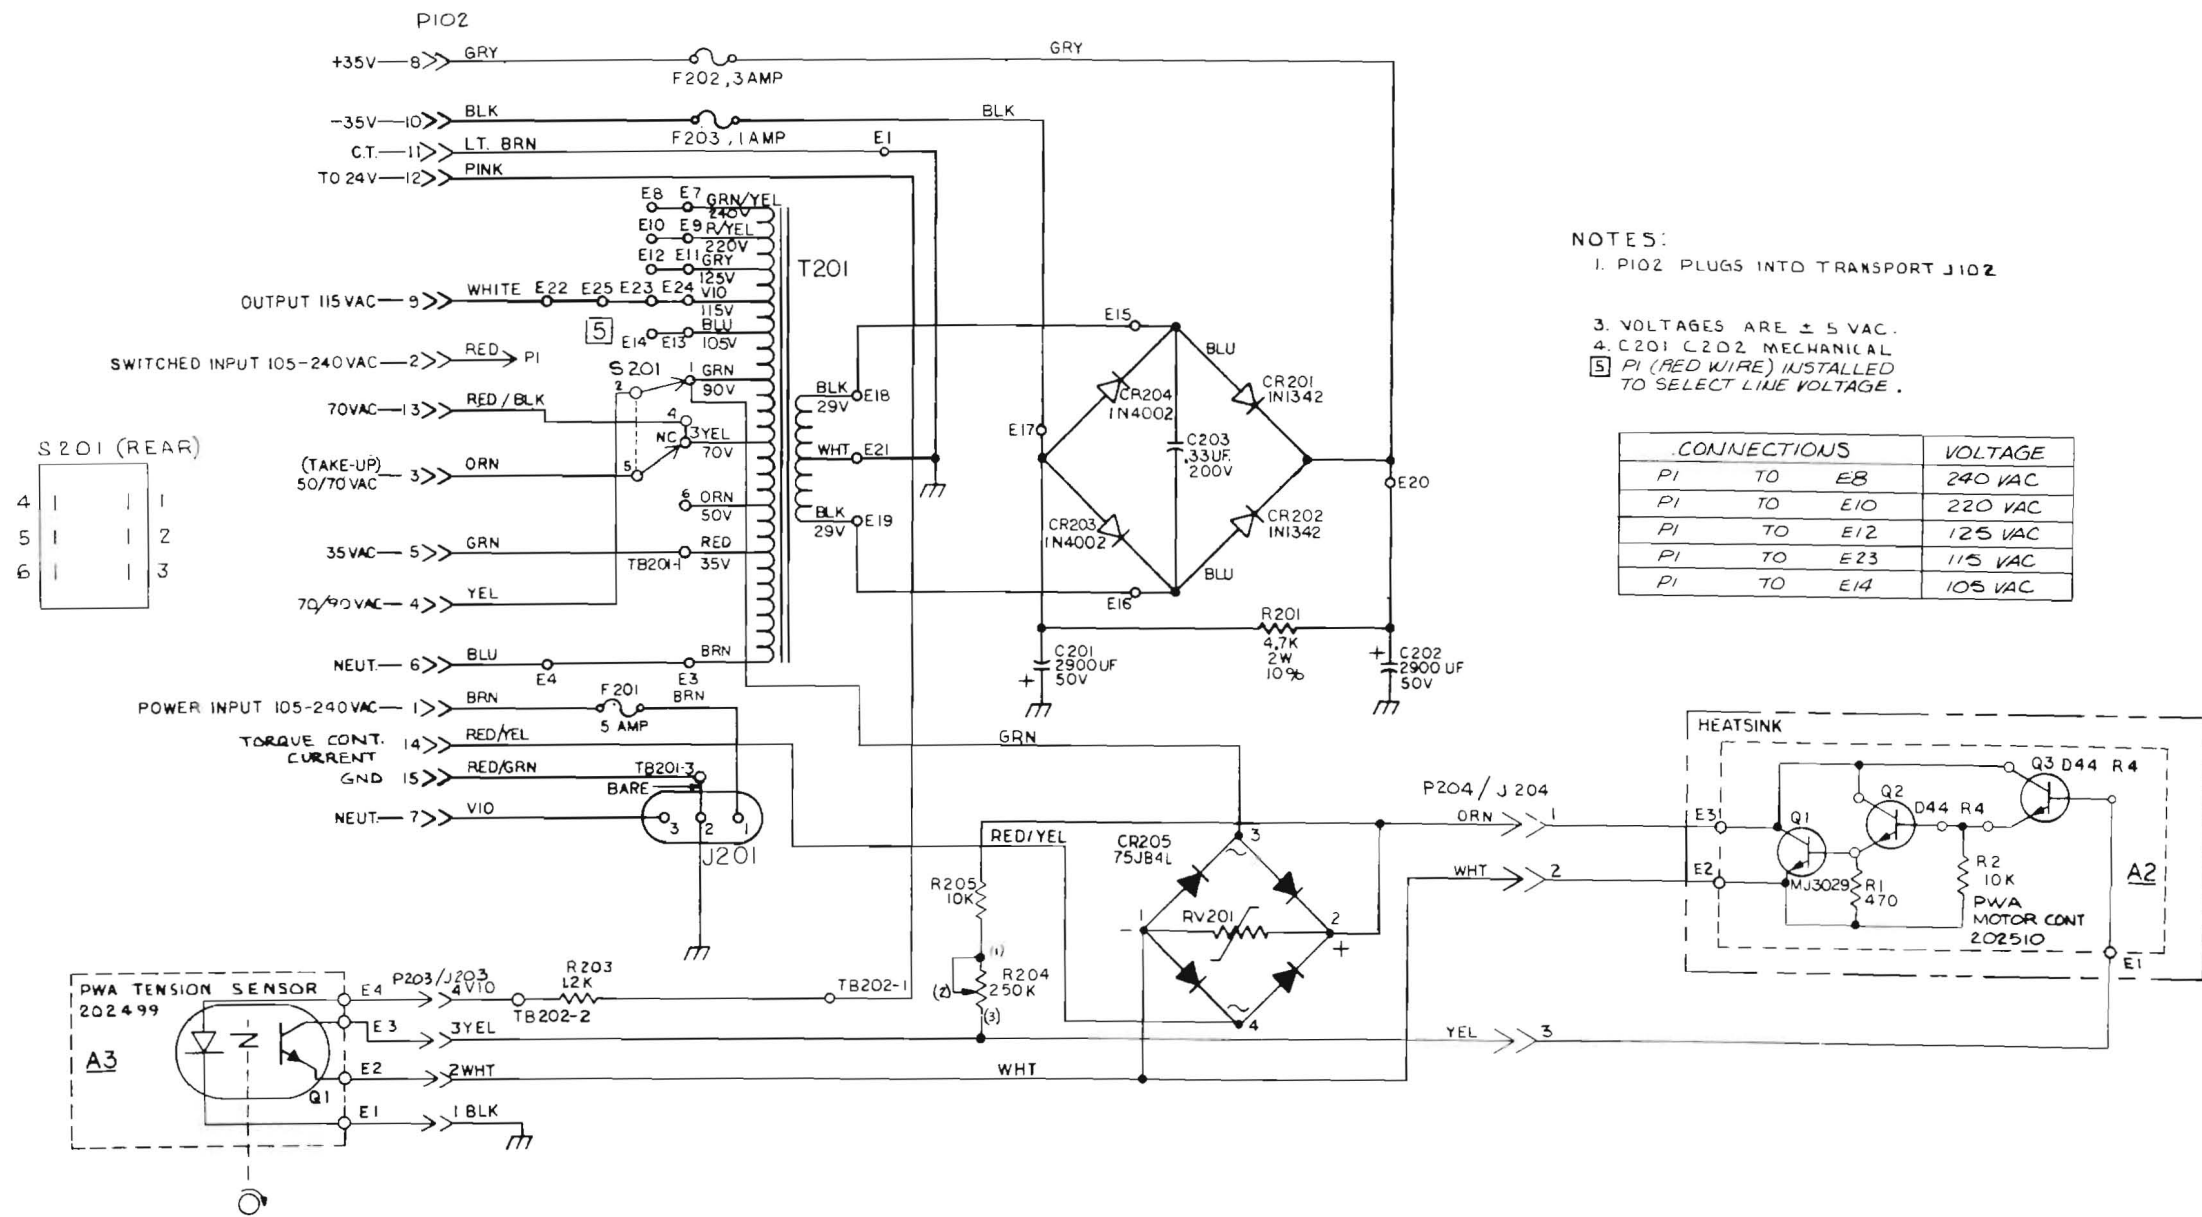 P102
+35V 8 GRY GRY
F202, 3 AMP
-35V 10 BLK BLK
F203, 1 AMP E1
C.T. 11 LT. BRN
TO 24V 12 PINK
E8 E7 GRN/YEL
240V
E10 E9 R/YEL
220V
E12 E11 GRY
125V
T201
OUTPUT 115 VAC 9 WHITE E22 E25 E23 E24 VIO
115V
5 E14 E13 BLU
105V
SWITCHED INPUT 105-240VAC 2 RED P1
S201 2 1 GRN
90V
70VAC 13 RED/BLK 4
NC 3 YEL
70V
(TAKE-UP)
50/70 VAC 3 ORN 5
6 ORN
50V
35 VAC 5 GRN RED
TB201-1 35V
70/90 VAC 4 YEL
NEUT. 6 BLU BRN
E4 E3
S201 (REAR)
4 1
5 2
6 3
BLK E18
29V
WHT E21
BLK E19
29V
E15
BLU
CR204
1N4002
CR201
1N1342
E17
C203
.33UF.
200V
E20
CR203
1N4002
CR202
1N1342
BLU
E16
R201
4.7K
2W
10%
+ C201
2900 UF
50V
+ C202
2900 UF
50V
NOTES:
1. P102 PLUGS INTO TRANSPORT J102
3. VOLTAGES ARE ± 5 VAC.
4. C201 C202 MECHANICAL
5 P1 (RED WIRE) INSTALLED
TO SELECT LINE VOLTAGE.
CONNECTIONS VOLTAGE
P1 TO E8 240 VAC
P1 TO E10 220 VAC
P1 TO E12 125 VAC
P1 TO E23 115 VAC
P1 TO E14 105 VAC
POWER INPUT 105-240VAC 1 BRN F201 BRN
5 AMP
TORQUE CONT. 14 RED/YEL
CURRENT
GND 15 RED/GRN TB201-3
BARE
NEUT. 7 VIO 3 2 1
J201
GRN
RED/YEL
CR205
75JB4L
3
R205
10K
RV201
1 2
- +
(1)
R204
250K
(2)
(3)
4
P204/J204
ORN 1
WHT 2
YEL 3
HEATSINK
Q3 D44 R4
Q2
D44 R4
E3 Q1
E2
MJ3029
R1
470
R2
10K
A2
PWA
MOTOR CONT
202510
E1
PWA TENSION SENSOR
202499
A3
Q1
E4 P203/J203
4 VIO
TB202-2
R203
1.2K
TB202-1
E3 3 YEL
E2 2 WHT WHT
E1 1 BLK